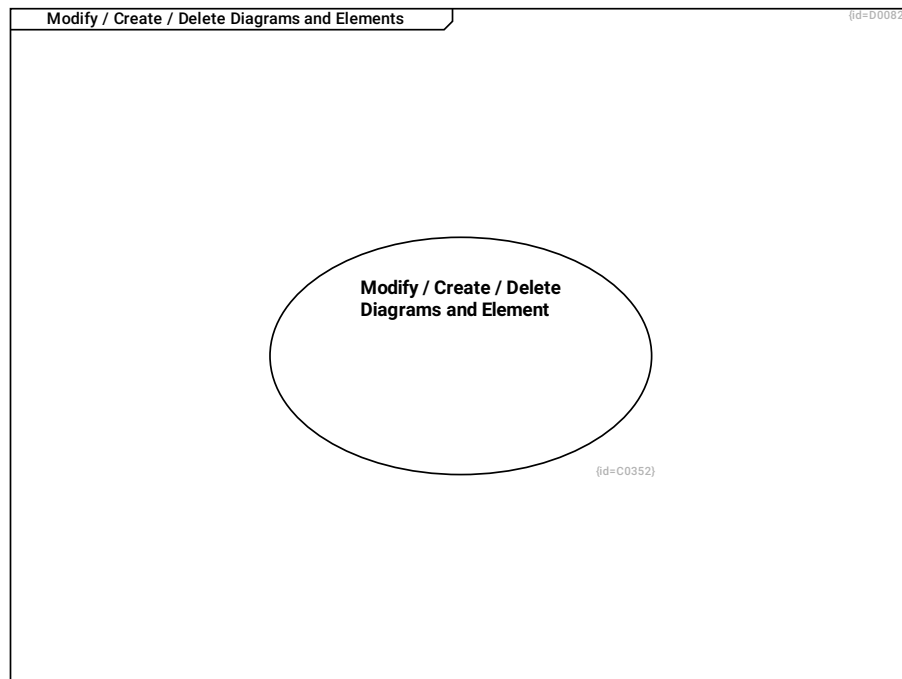 Modify / Create / Delete Diagrams and Elements
{id=D0082
Modify / Create / Delete
Diagrams and Element
{id=C0352}